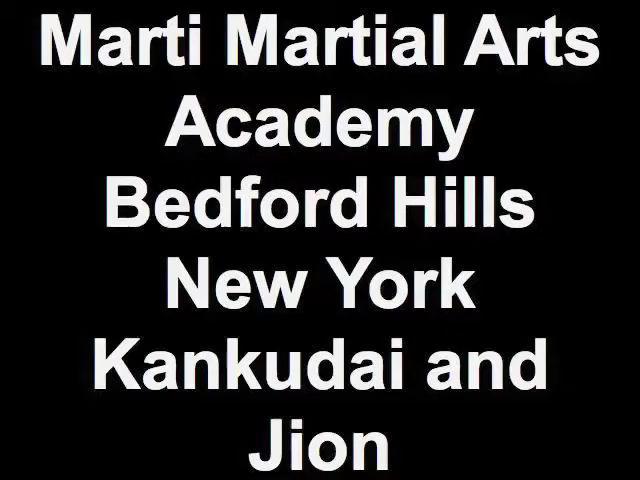 Marti Martial Arts
Academy
Bedford Hills
New York
Kankudai and
Jion